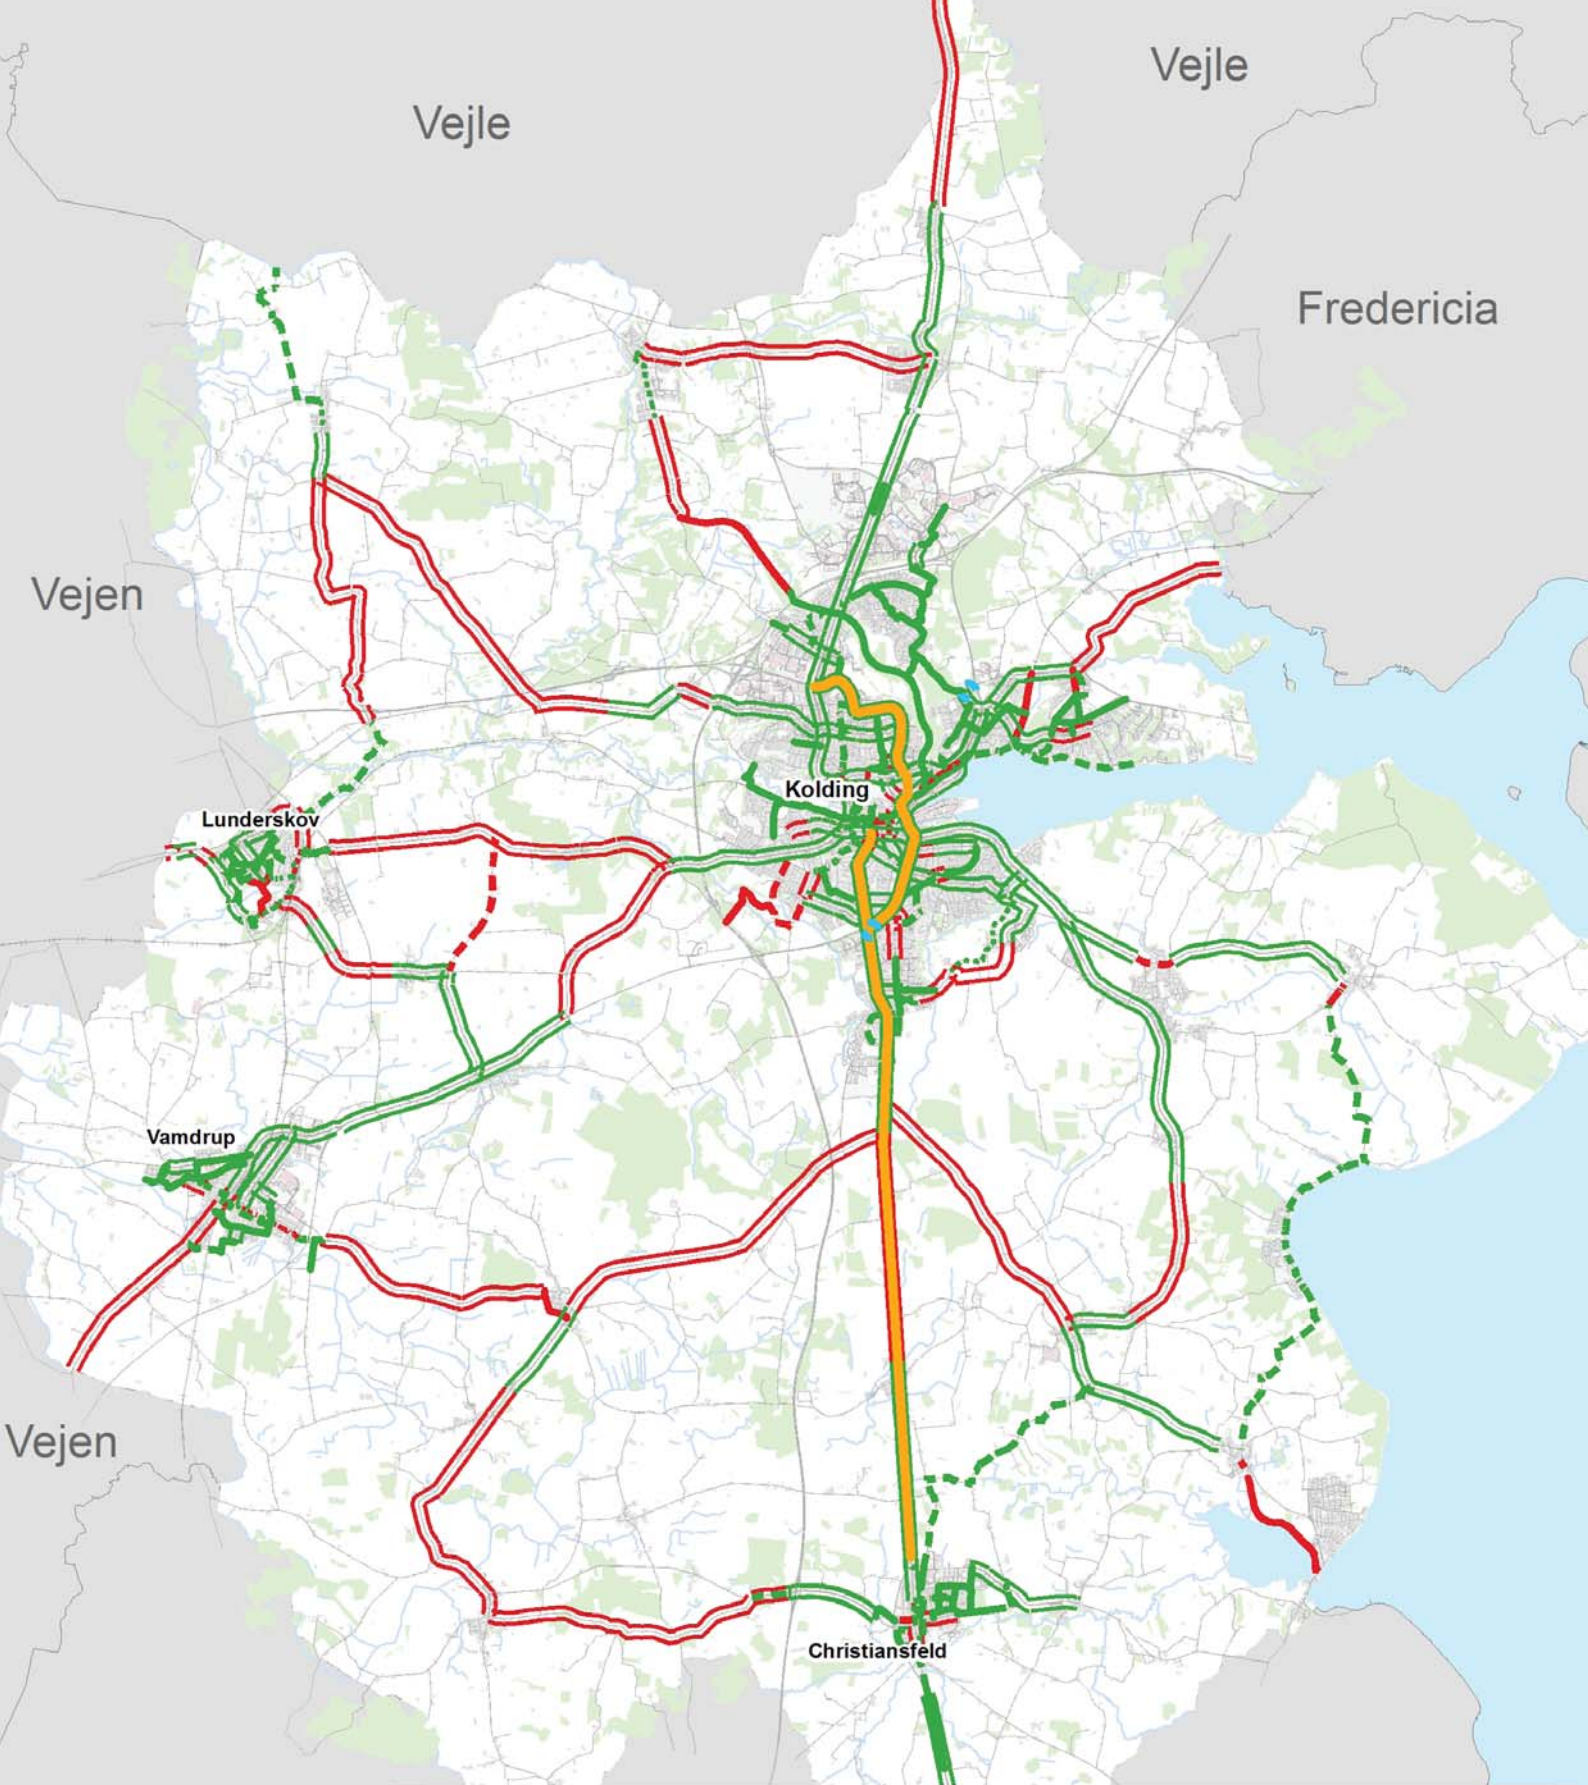 Vejle
Vejle
Fredericia
Vejen
Kolding
Lunderskov
Vamdrup
Vejen
Christiansfeld